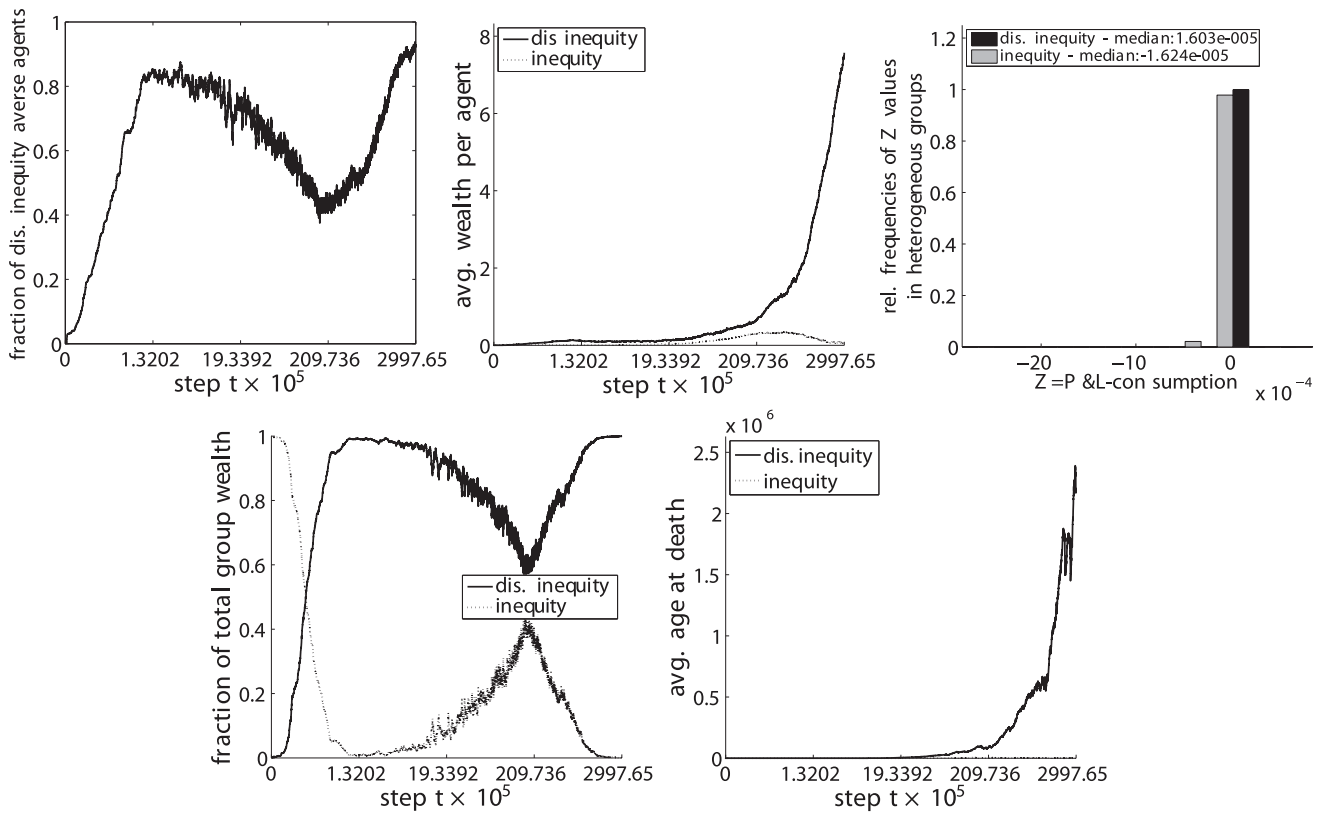 fraction of dis. inequity averse agents
1
0.8
0.6
0.4
0.2
0
0 1.3202 19.3392 209.736 2997.65
step t × 10^5
avg. wealth per agent
8
6
4
2
0
dis inequity
inequity
0 1.3202 19.3392 209.736 2997.65
step t × 10^5
rel. frequencies of Z values
in heterogeneous groups
1.2
1
0.8
0.6
0.4
0.2
0
dis. inequity - median:1.603e-005
inequity - median:-1.624e-005
−20 −10 0
Z =P &L-con sumption
x 10^−4
fraction of total group wealth
1
0.8
0.6
0.4
0.2
0
dis. inequity
inequity
0 1.3202 19.3392 209.736 2997.65
step t × 10^5
avg. age at death
x 10^6
2.5
2
1.5
1
0.5
0
dis. inequity
inequity
0 1.3202 19.3392 209.736 2997.65
step t × 10^5